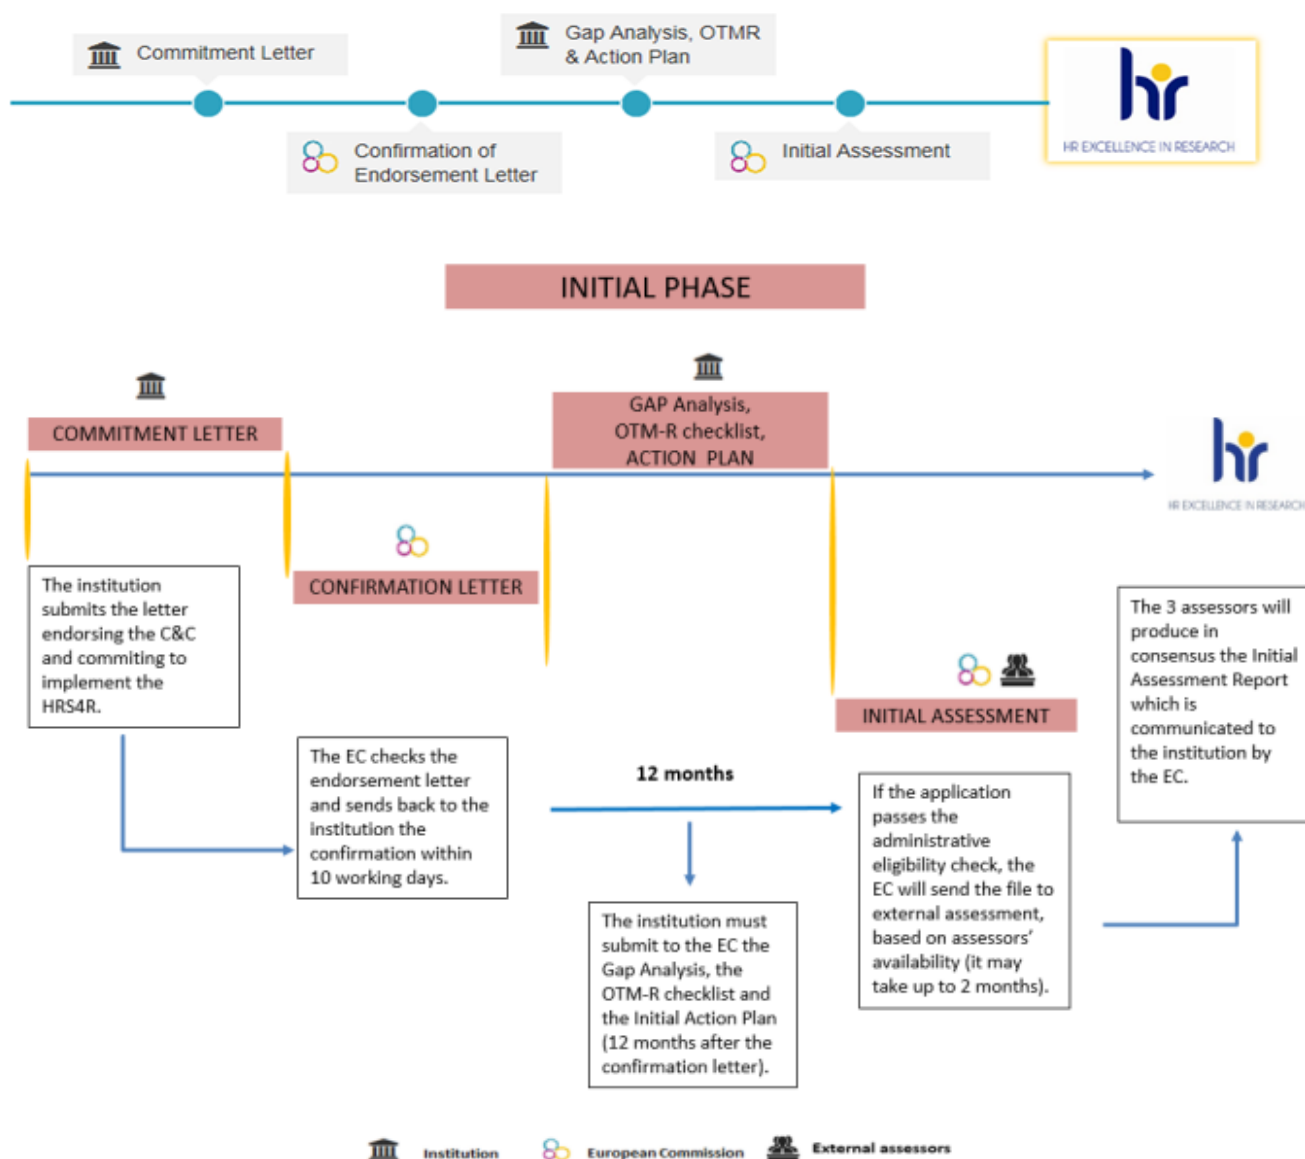 Commitment Letter
Gap Analysis, OTMR
& Action Plan
Confirmation of
Endorsement Letter
Initial Assessment
hr
HR EXCELLENCE IN RESEARCH
INITIAL PHASE
COMMITMENT LETTER
GAP Analysis,
OTM-R checklist,
ACTION PLAN
hr
HR EXCELLENCE IN RESEARCH
CONFIRMATION LETTER
INITIAL ASSESSMENT
The institution
submits the letter
endorsing the C&C
and commiting to
implement the
HRS4R.
The EC checks the
endorsement letter
and sends back to the
institution the
confirmation within
10 working days.
12 months
The institution must
submit to the EC the
Gap Analysis, the
OTM-R checklist and
the Initial Action Plan
(12 months after the
confirmation letter).
If the application
passes the
administrative
eligibility check, the
EC will send the file to
external assessment,
based on assessors'
availability (it may
take up to 2 months).
The 3 assessors will
produce in
consensus the Initial
Assessment Report
which is
communicated to
the institution by
the EC.
Institution
European Commission
External assessors